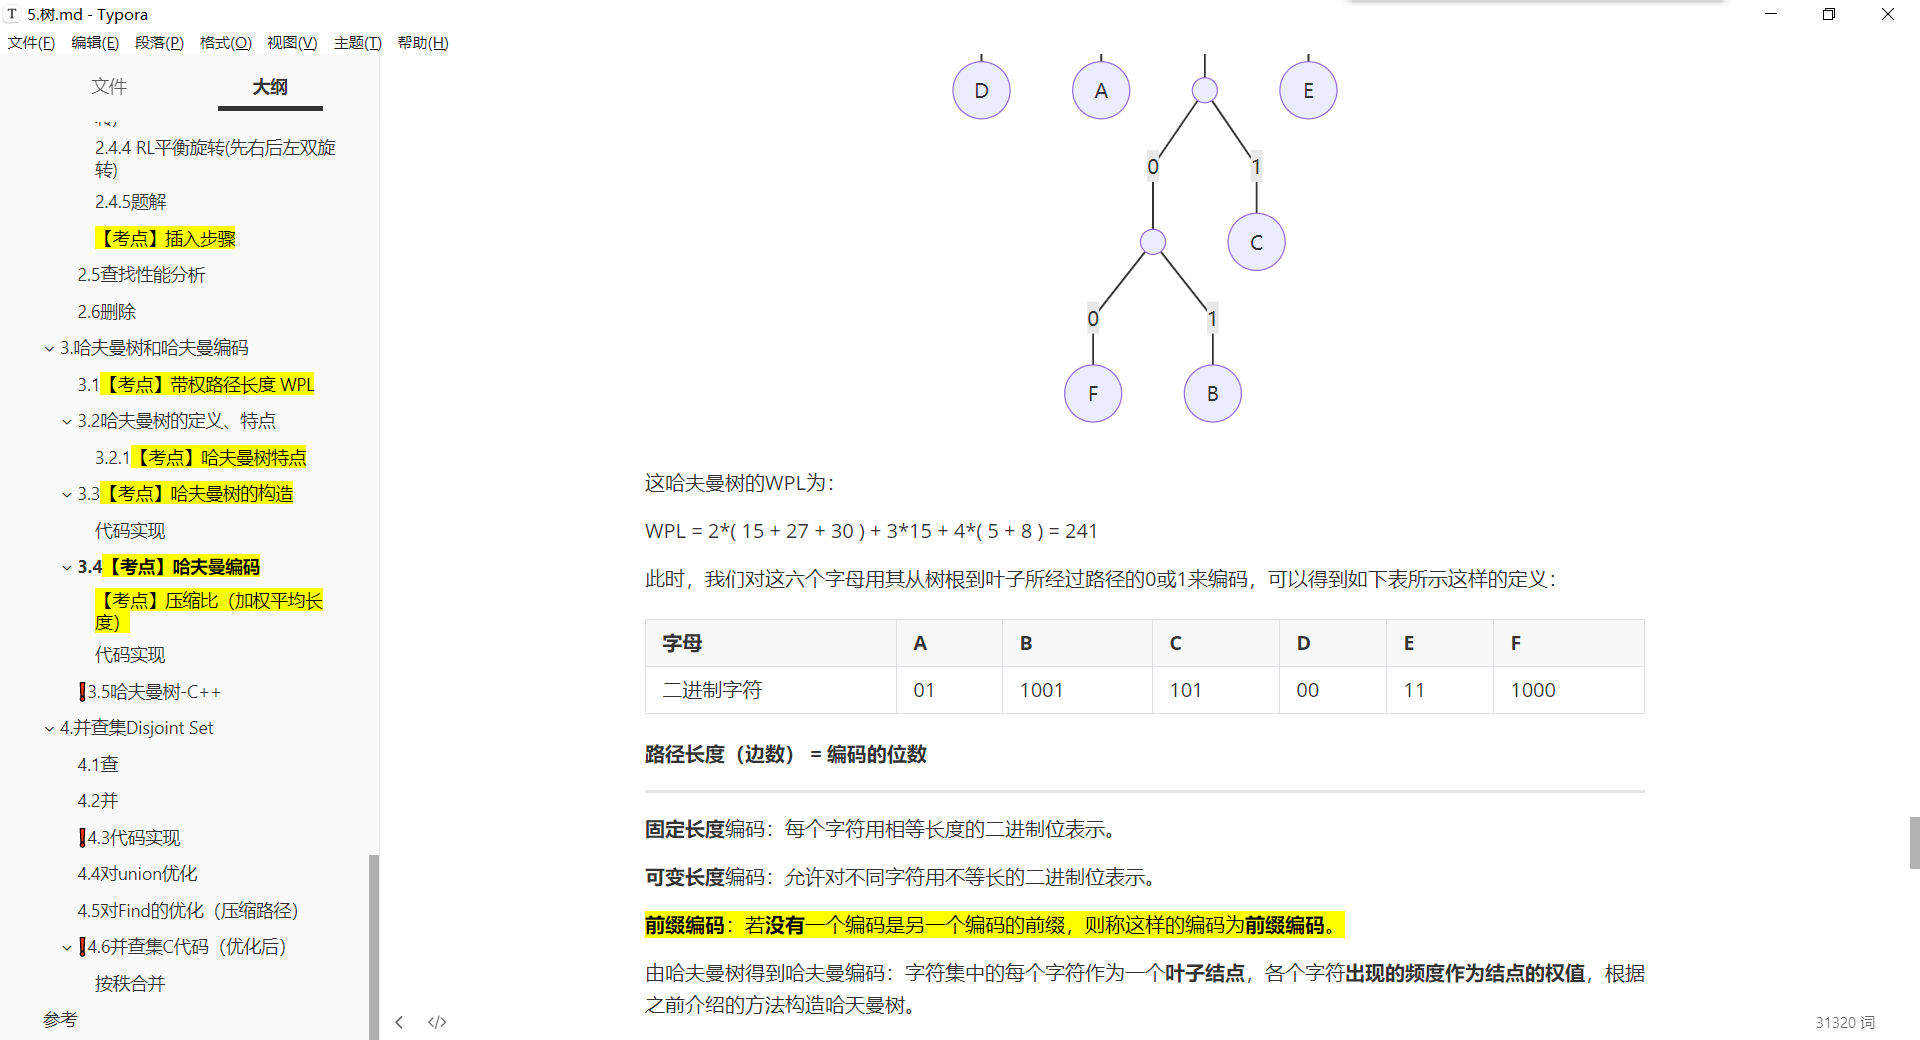 5.树.md - Typora
文件(F) 编辑(E) 段落(P) 格式(O) 视图(V) 主题(T) 帮助(H)
文件 大纲
2.4.4 RL平衡旋转(先右后左双旋
转)
2.4.5题解
【考点】插入步骤
2.5查找性能分析
2.6删除
3.哈夫曼树和哈夫曼编码
3.1【考点】带权路径长度 WPL
3.2哈夫曼树的定义、特点
3.2.1【考点】哈夫曼树特点
3.3【考点】哈夫曼树的构造
代码实现
3.4【考点】哈夫曼编码
【考点】压缩比（加权平均长
度）
代码实现
❗3.5哈夫曼树-C++
4.并查集Disjoint Set
4.1查
4.2并
❗4.3代码实现
4.4对union优化
4.5对Find的优化（压缩路径）
❗4.6并查集C代码（优化后）
按秩合并
参考
D A E
0 1
C
0 1
F B
这哈夫曼树的WPL为：
WPL = 2*( 15 + 27 + 30 ) + 3*15 + 4*( 5 + 8 ) = 241
此时，我们对这六个字母用其从树根到叶子所经过路径的0或1来编码，可以得到如下表所示这样的定义：
字母 A B C D E F
二进制字符 01 1001 101 00 11 1000
路径长度（边数） = 编码的位数
固定长度编码：每个字符用相等长度的二进制位表示。
可变长度编码：允许对不同字符用不等长的二进制位表示。
前缀编码：若没有一个编码是另一个编码的前缀，则称这样的编码为前缀编码。
由哈夫曼树得到哈夫曼编码：字符集中的每个字符作为一个叶子结点，各个字符出现的频度作为结点的权值，根据
之前介绍的方法构造哈天曼树。
31320 词